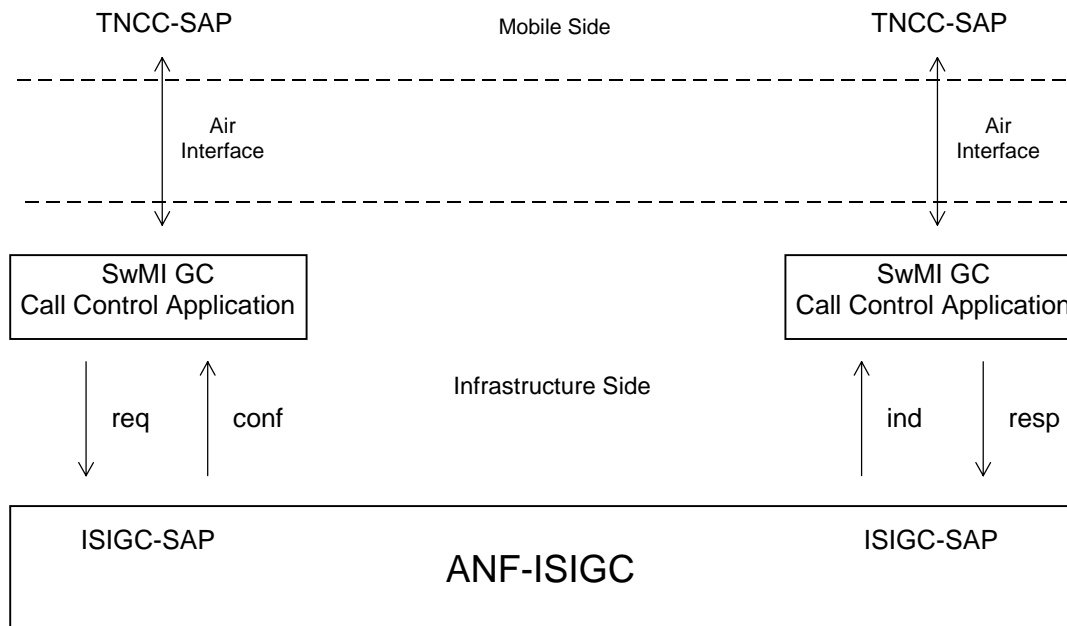 TNCC-SAP
Mobile Side
TNCC-SAP
Air
Interface
Air
Interface
SwMI GC
Call Control Application
SwMI GC
Call Control Application
Infrastructure Side
req
conf
ind
resp
ISIGC-SAP
ISIGC-SAP
ANF-ISIGC